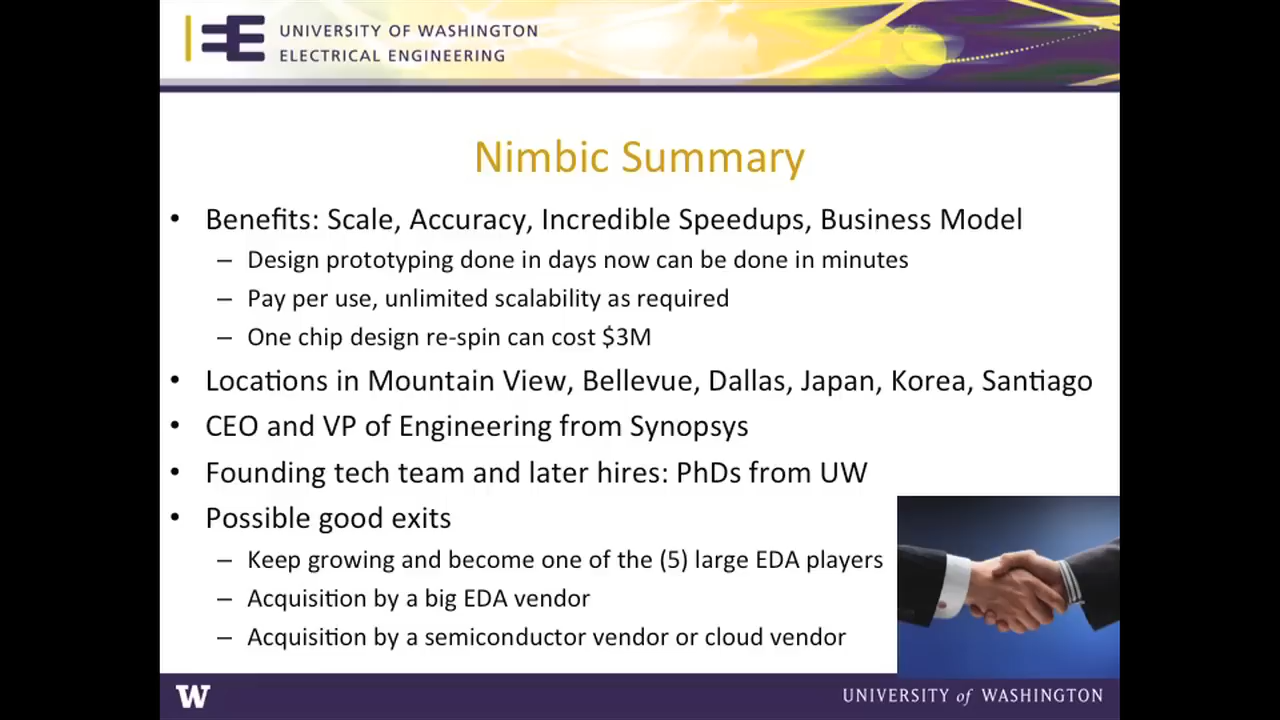 UNIVERSITY OF WASHINGTON
ELECTRICAL ENGINEERING
Nimbic Summary
• Benefits: Scale, Accuracy, Incredible Speedups, Business Model
– Design prototyping done in days now can be done in minutes
– Pay per use, unlimited scalability as required
– One chip design re-spin can cost $3M
• Locations in Mountain View, Bellevue, Dallas, Japan, Korea, Santiago
• CEO and VP of Engineering from Synopsys
• Founding tech team and later hires: PhDs from UW
• Possible good exits
– Keep growing and become one of the (5) large EDA players
– Acquisition by a big EDA vendor
– Acquisition by a semiconductor vendor or cloud vendor
W
UNIVERSITY of WASHINGTON